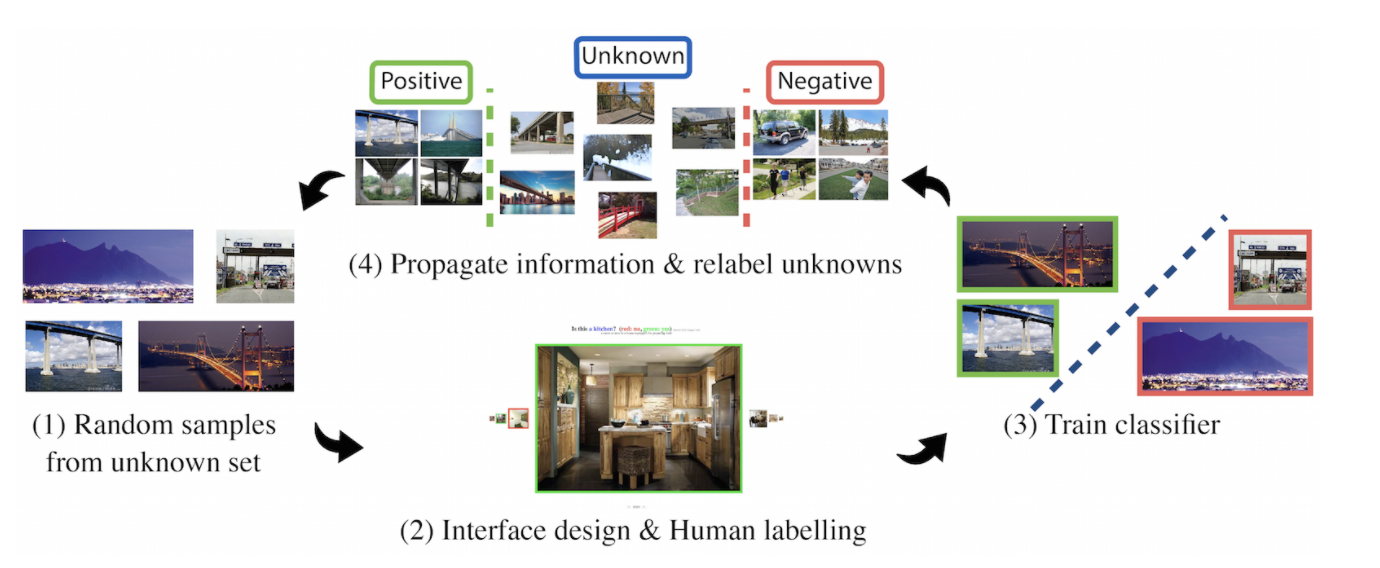 Unknown
Positive
Negative
(4) Propagate information & relabel unknowns
Is this a kitchen? (red: no, green: yes)
(1) Random samples
from unknown set
(3) Train classifier
(2) Interface design & Human labelling